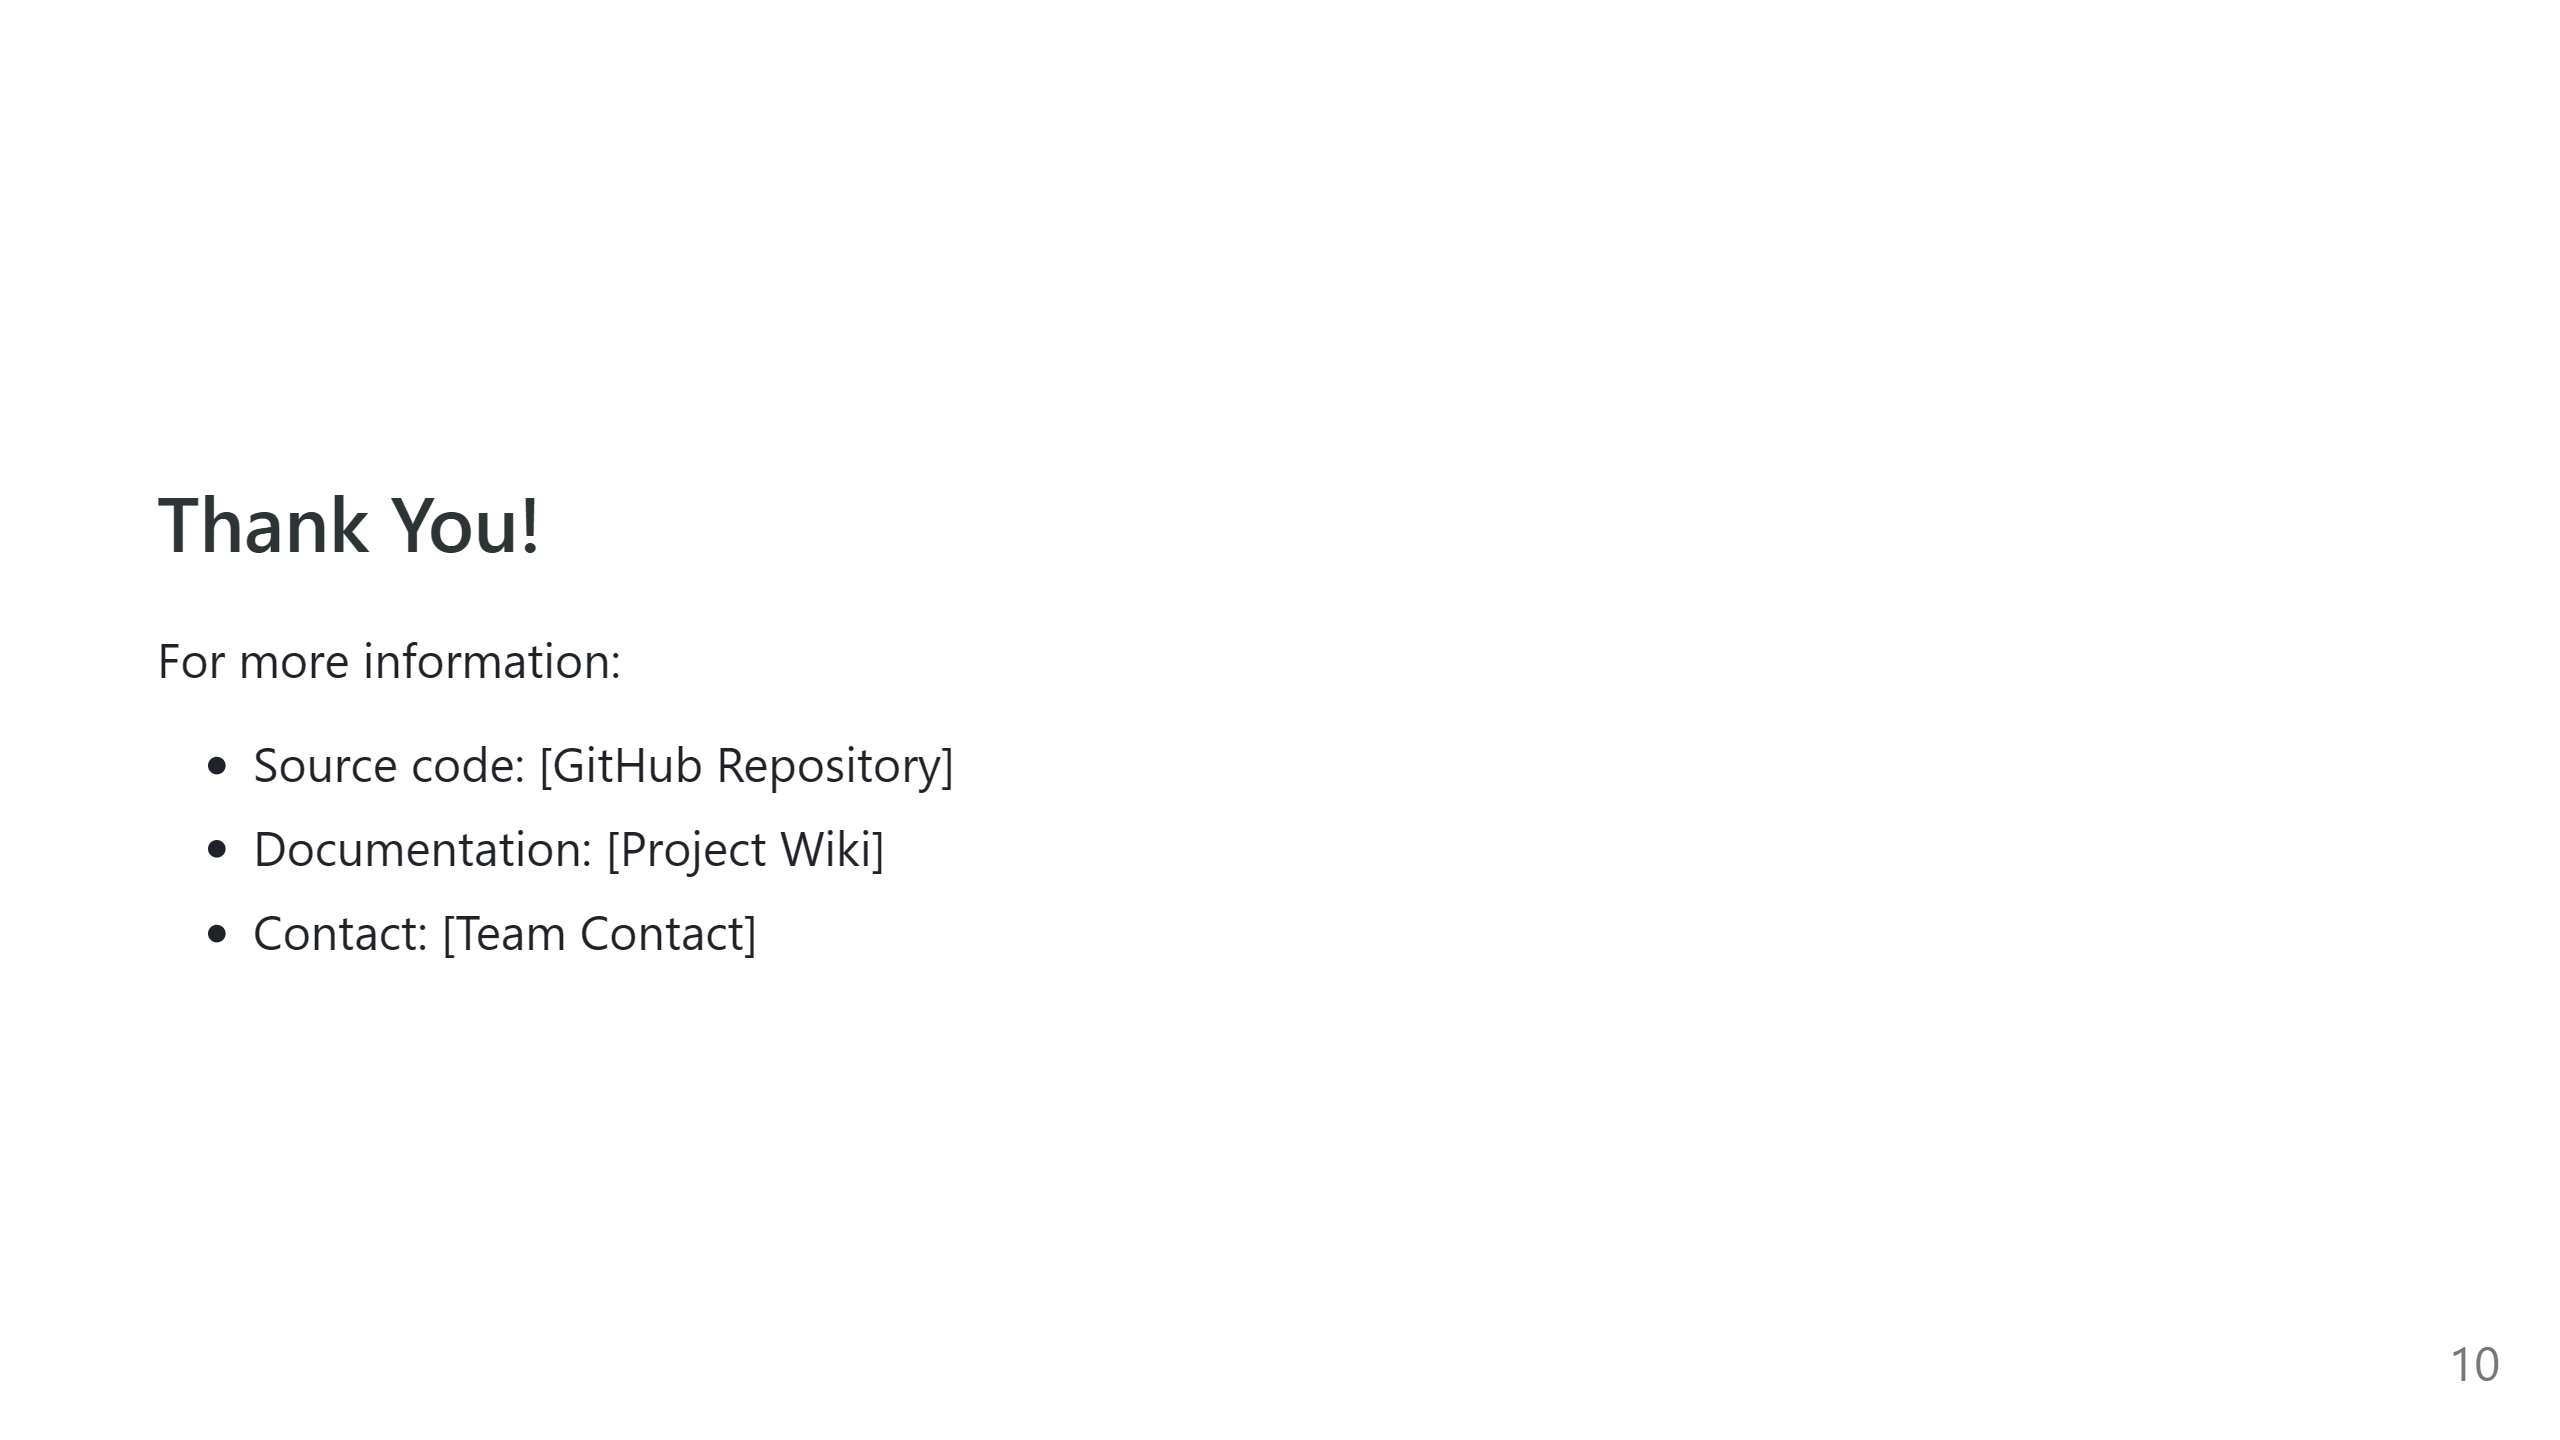 Thank You!
For more information:
• Source code: [GitHub Repository]
• Documentation: [Project Wiki]
• Contact: [Team Contact]
10